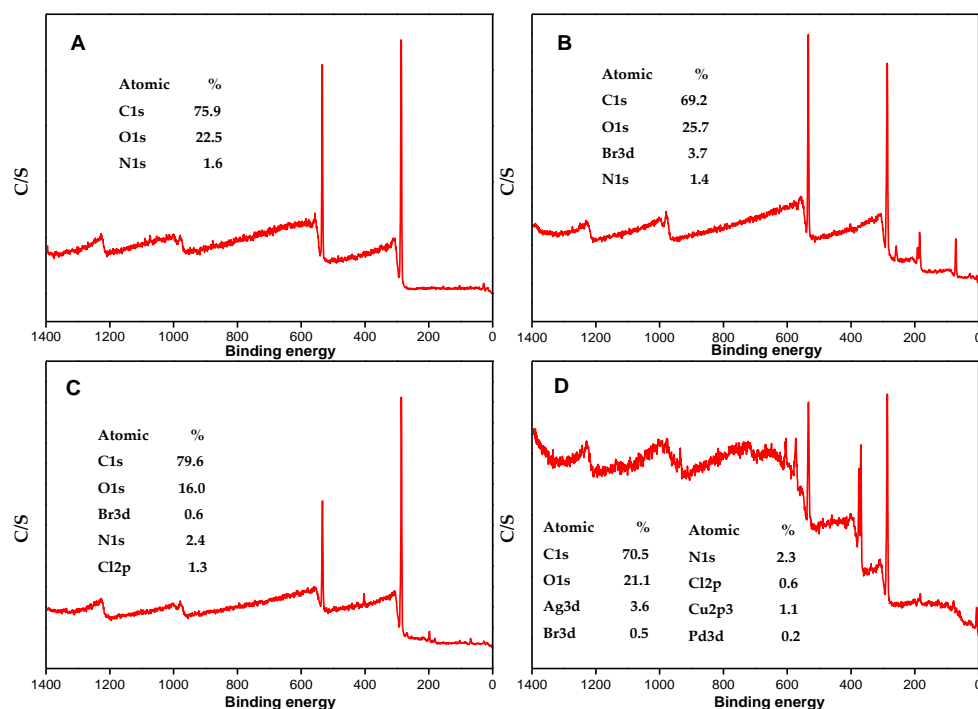 A
Atomic %
C1s 75.9
O1s 22.5
N1s 1.6
C/S
1400 1200 1000 800 600 400 200 0
Binding energy
B
Atomic %
C1s 69.2
O1s 25.7
Br3d 3.7
N1s 1.4
C/S
1400 1200 1000 800 600 400 200 0
Binding energy
C
Atomic %
C1s 79.6
O1s 16.0
Br3d 0.6
N1s 2.4
Cl2p 1.3
C/S
1400 1200 1000 800 600 400 200 0
Binding energy
D
Atomic %
C1s 70.5
O1s 21.1
Ag3d 3.6
Br3d 0.5
Atomic %
N1s 2.3
Cl2p 0.6
Cu2p3 1.1
Pd3d 0.2
C/S
1400 1200 1000 800 600 400 200 0
Binding energy